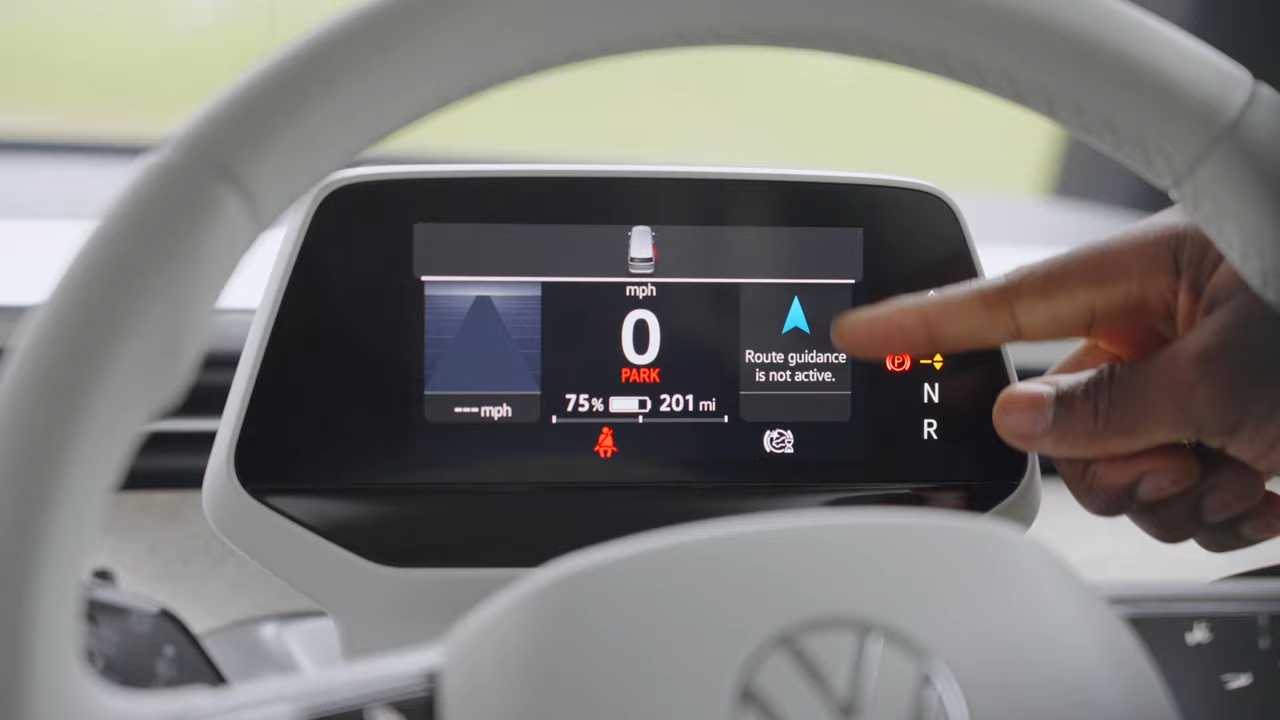 mph
0
PARK
75% 201 mi
--- mph
Route guidance
is not active.
P
N
R